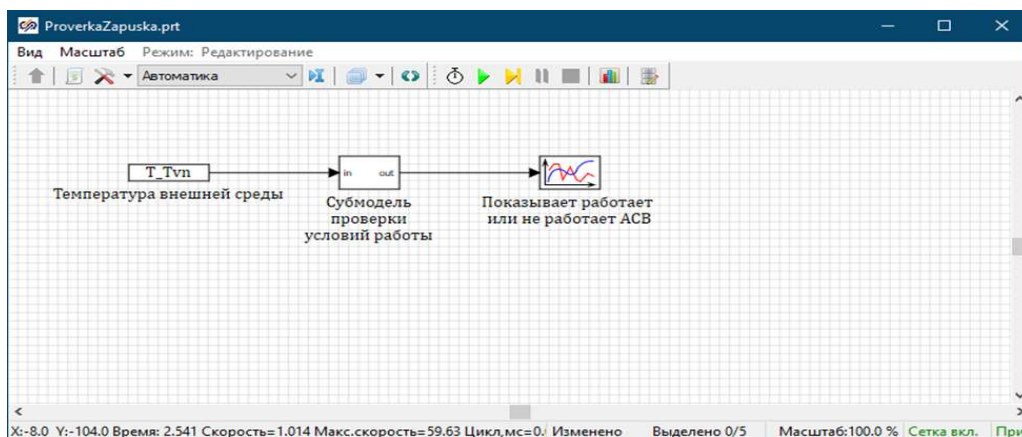 ProverkaZapuska.prt
Вид Масштаб Режим: Редактирование
Автоматика
T_Tvn
in out
Температура внешней среды
Субмодель
проверки
условий работы
Показывает работает
или не работает АСВ
X:-8.0 Y:-104.0 Время: 2.541 Скорость=1.014 Макс.скорость=59.63 Цикл,мс=0. Изменено Выделено 0/5 Масштаб:100.0 % Сетка вкл. При